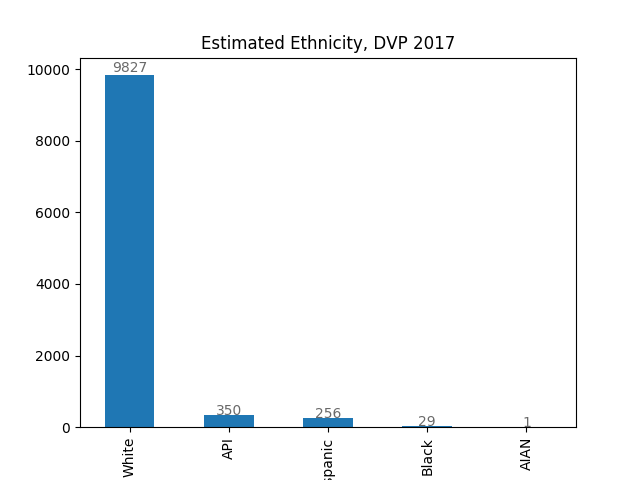 Estimated Ethnicity, DVP 2017
10000
8000
6000
4000
2000
0
9827
350
256
29
1
White
API
spanic
Black
AIAN